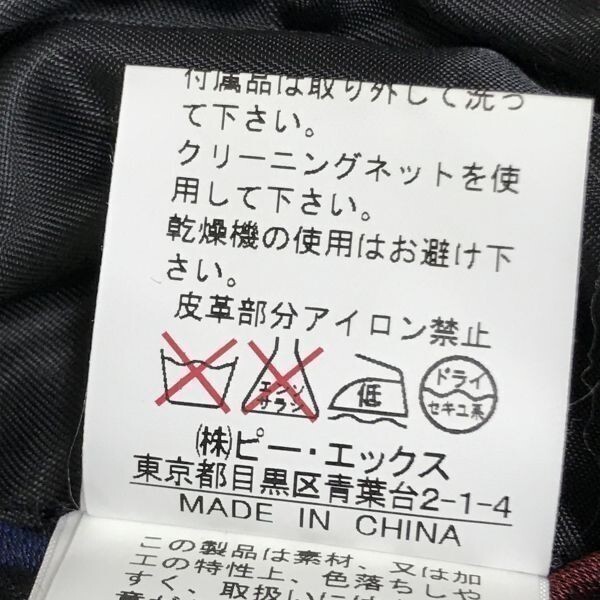 付属品は取り外して洗っ
て下さい。
クリーニングネットを使
用して下さい。
乾燥機の使用はお避け下
さい。
皮革部分アイロン禁止
エンソ
サラシ
低
ドライ
セキユ系
㈱ピー・エックス
東京都目黒区青葉台2-1-4
MADE IN CHINA
この製品は素材、又は加
工の特性上、色落ちしや
すく、取扱いには